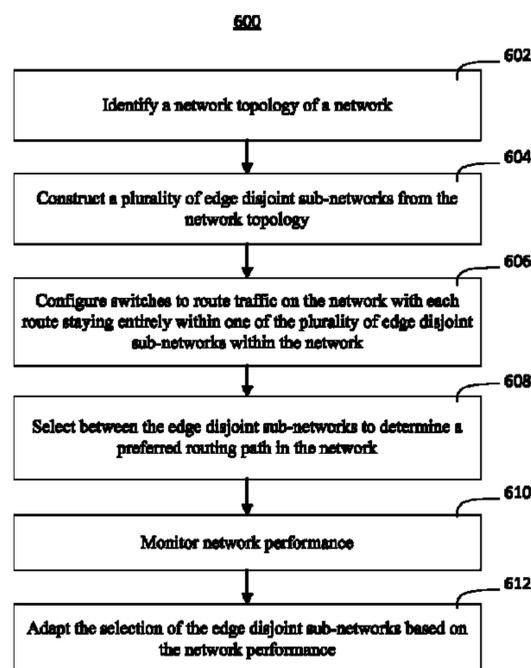 600
602
Identify a network topology of a network
604
Construct a plurality of edge disjoint sub-networks from the
network topology
606
Configure switches to route traffic on the network with each
route staying entirely within one of the plurality of edge disjoint
sub-networks within the network
608
Select between the edge disjoint sub-networks to determine a
preferred routing path in the network
610
Monitor network performance
612
Adapt the selection of the edge disjoint sub-networks based on
the network performance